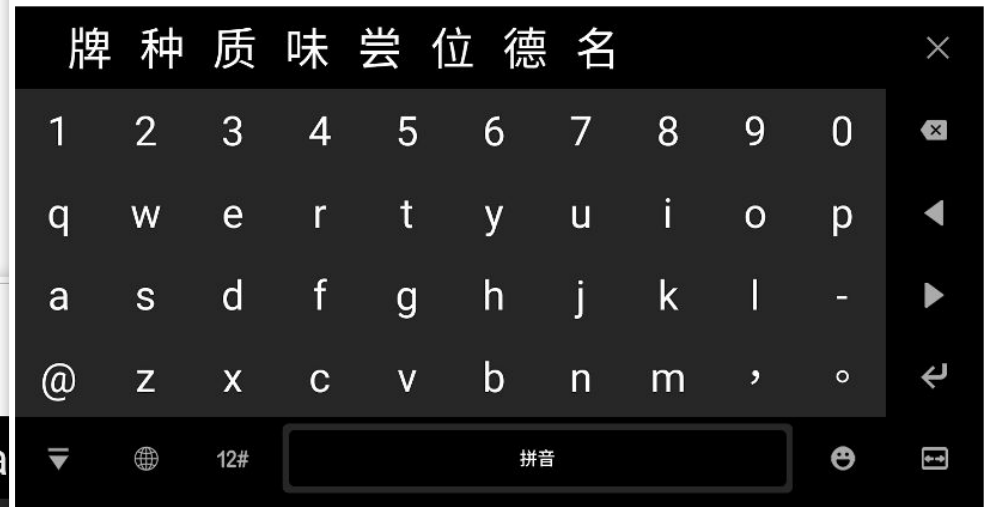 牌 种 质 味 尝 位 德 名
1 2 3 4 5 6 7 8 9 0
q w e r t y u i o p
a s d f g h j k l -
@ z x c v b n m , 。
12# 拼音